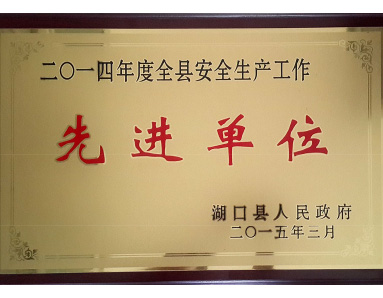 二〇一四年度全县安全生产工作
先进单位
湖口县人民政府
二〇一五年三月